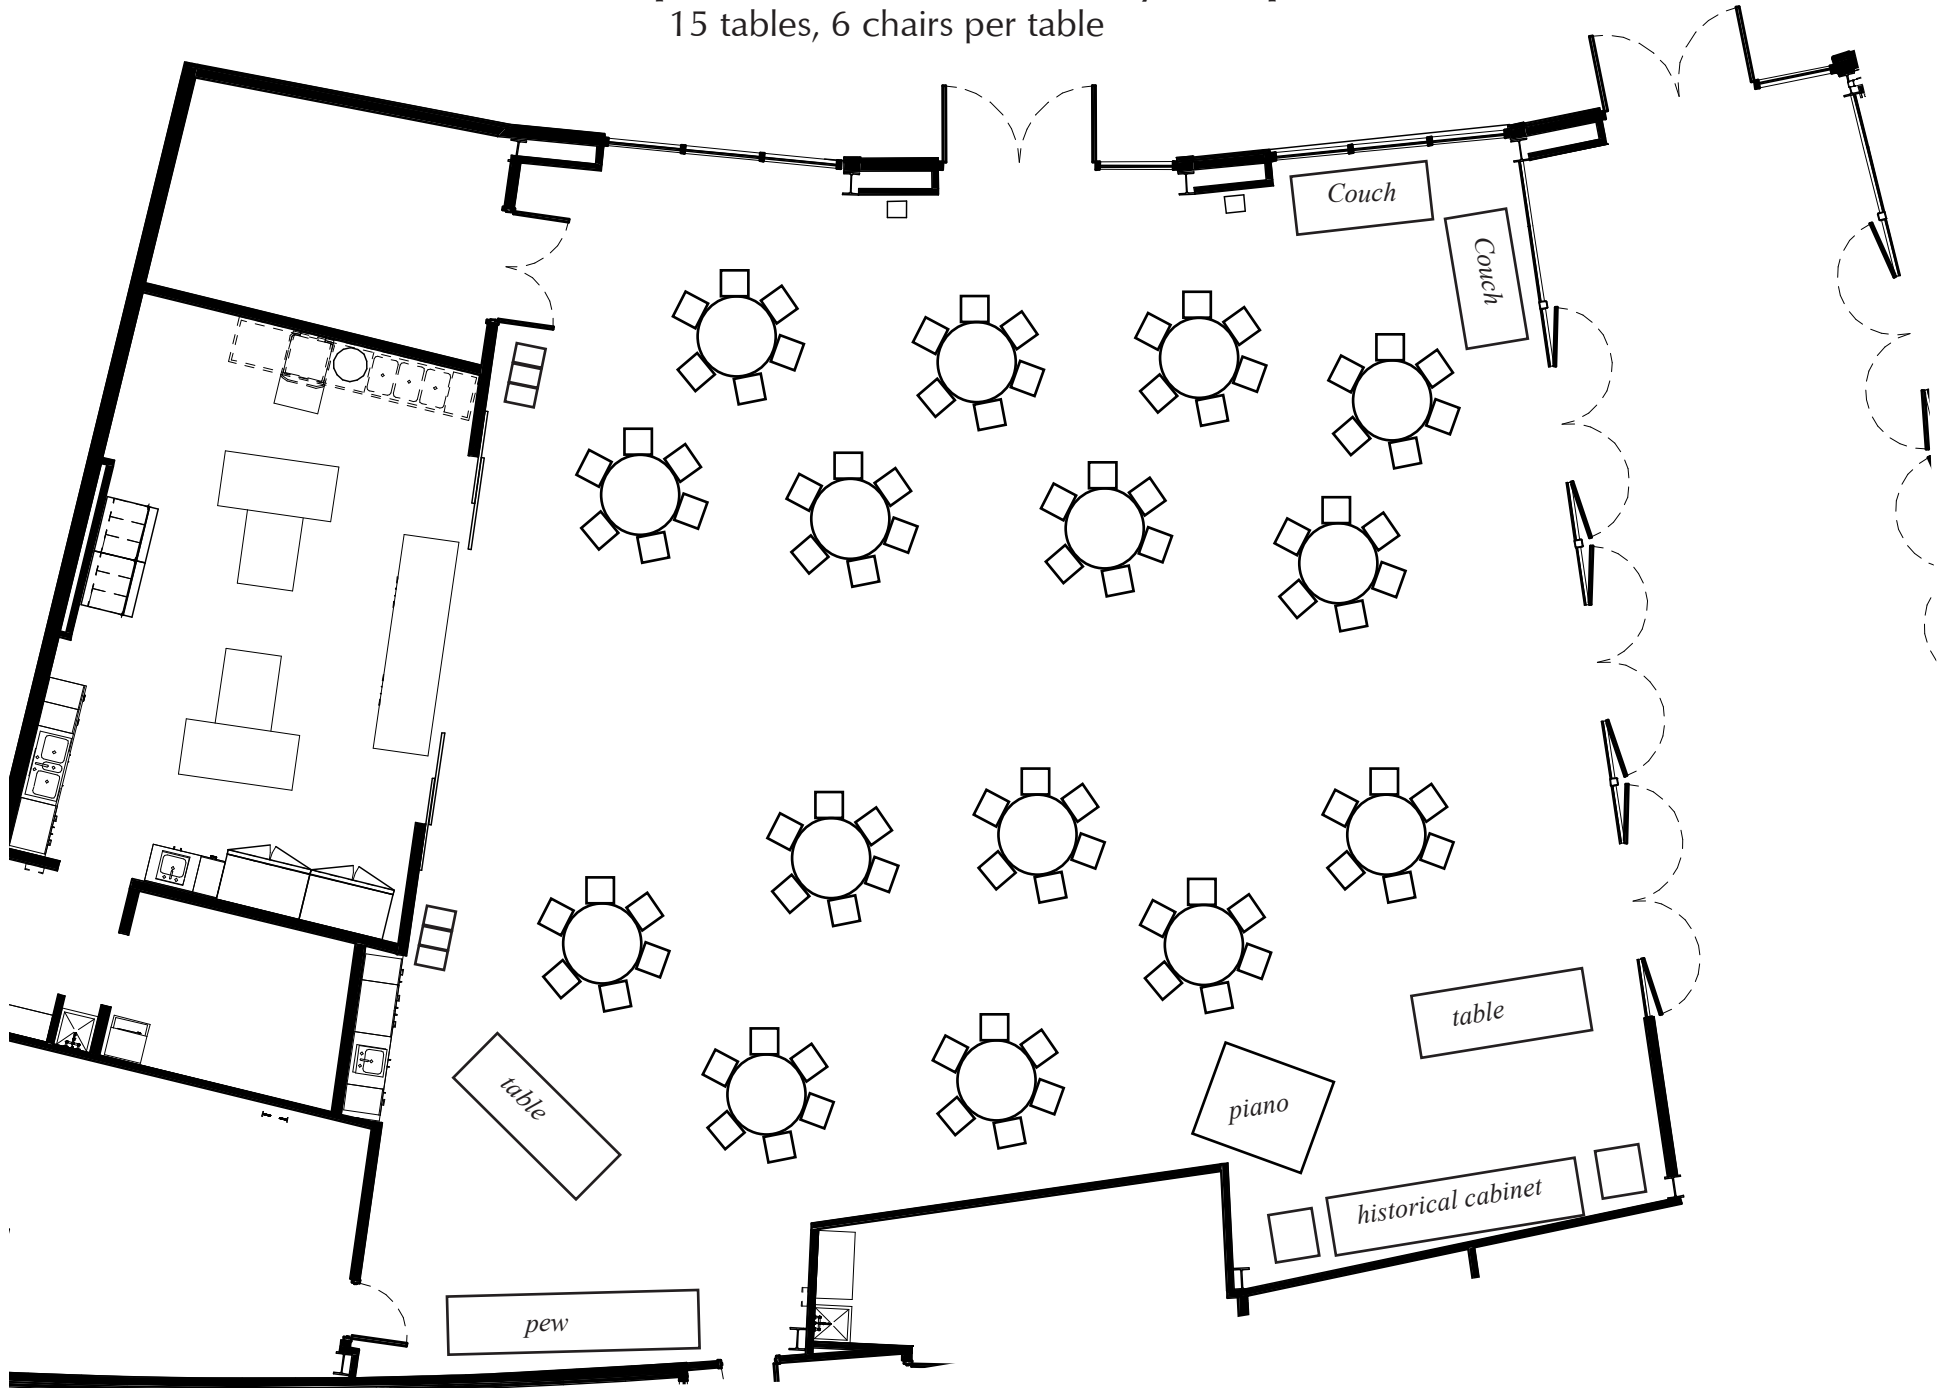 15 tables, 6 chairs per table
Couch
Couch
table
table
piano
historical cabinet
pew